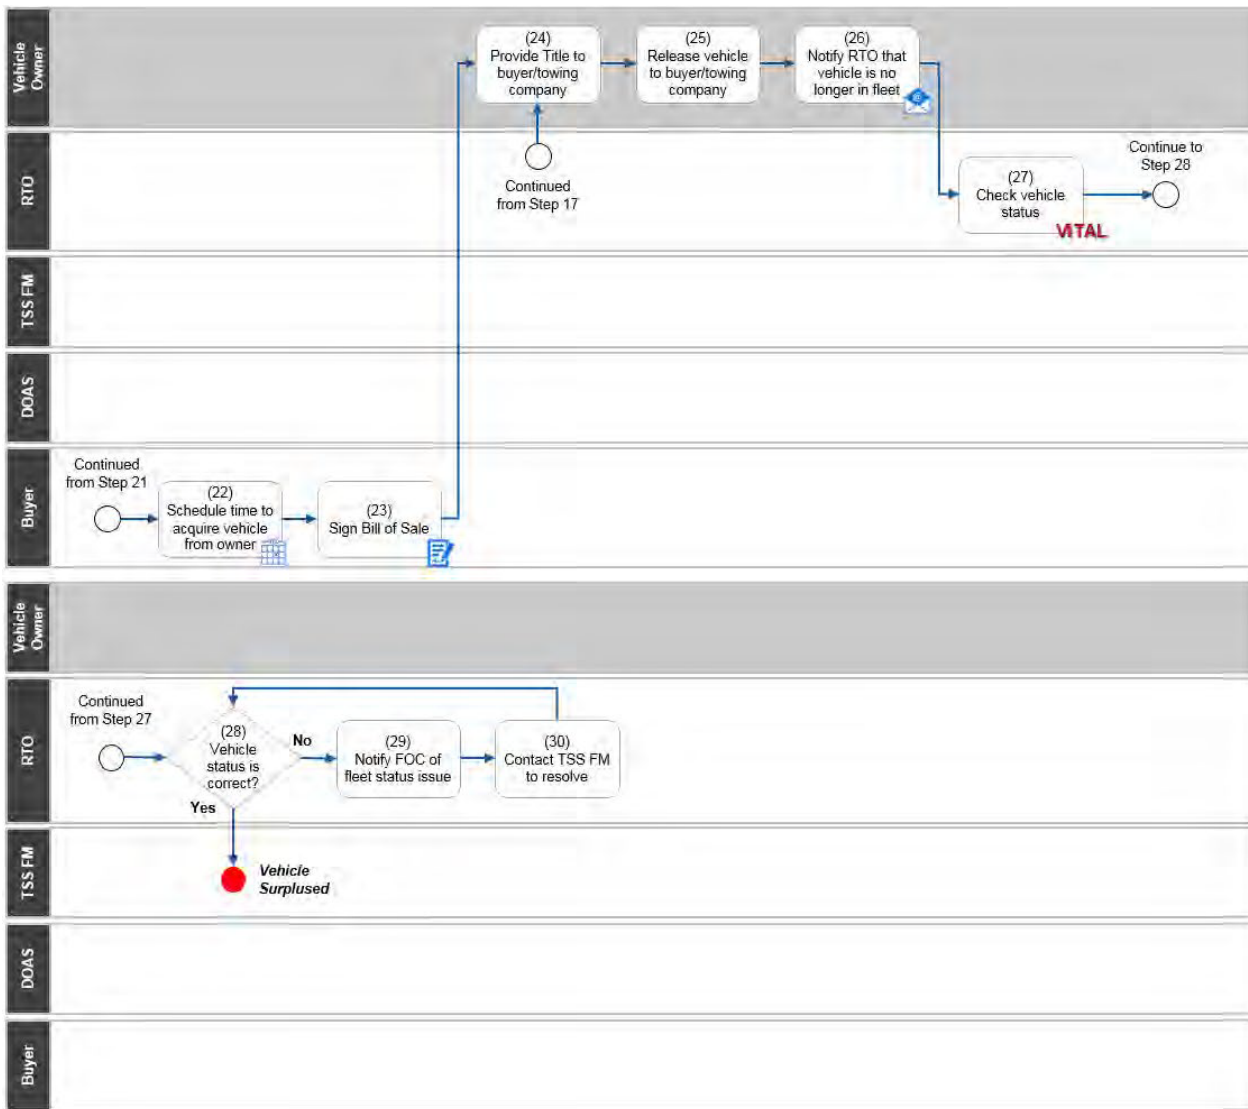 Vehicle
Owner
(24)
Provide Title to
buyer/towing
company
(25)
Release vehicle
to buyer/towing
company
(26)
Notify RTO that
vehicle is no
longer in fleet
RTO
Continued
from Step 17
(27)
Check vehicle
status
VITAL
Continue to
Step 28
TSS FM
DOAS
Buyer
Continued
from Step 21
(22)
Schedule time to
acquire vehicle
from owner
(23)
Sign Bill of Sale
Vehicle
Owner
RTO
Continued
from Step 27
(28)
Vehicle
status is
correct?
No
Yes
(29)
Notify FOC of
fleet status issue
(30)
Contact TSS FM
to resolve
TSS FM
Vehicle
Surplused
DOAS
Buyer